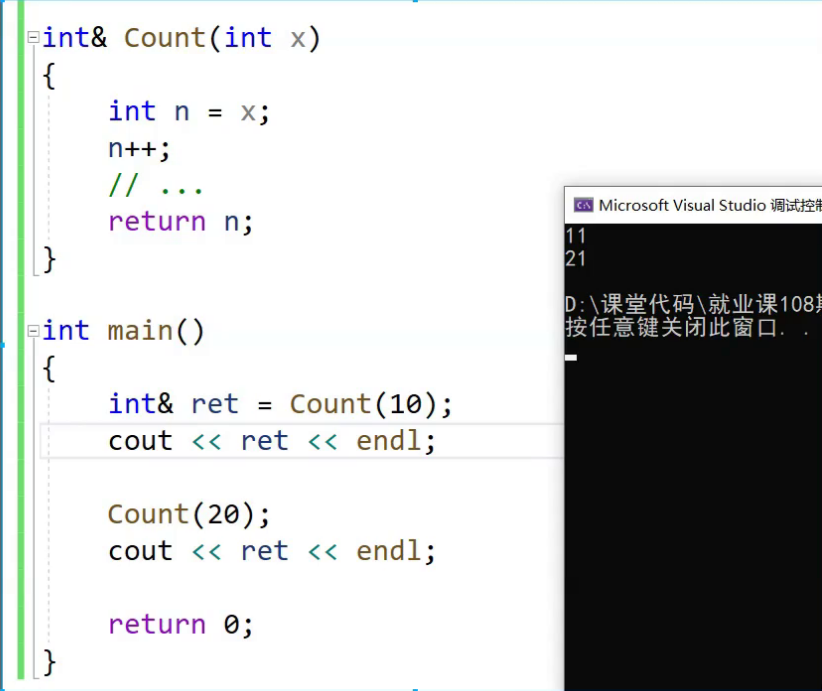 int& Count(int x)
{
    int n = x;
    n++;
    // ...
    return n;
}
int main()
{
    int& ret = Count(10);
    cout << ret << endl;
    Count(20);
    cout << ret << endl;
    return 0;
}
Microsoft Visual Studio 调试控
11
21
D:\课堂代码\就业课108
按任意键关闭此窗口. .